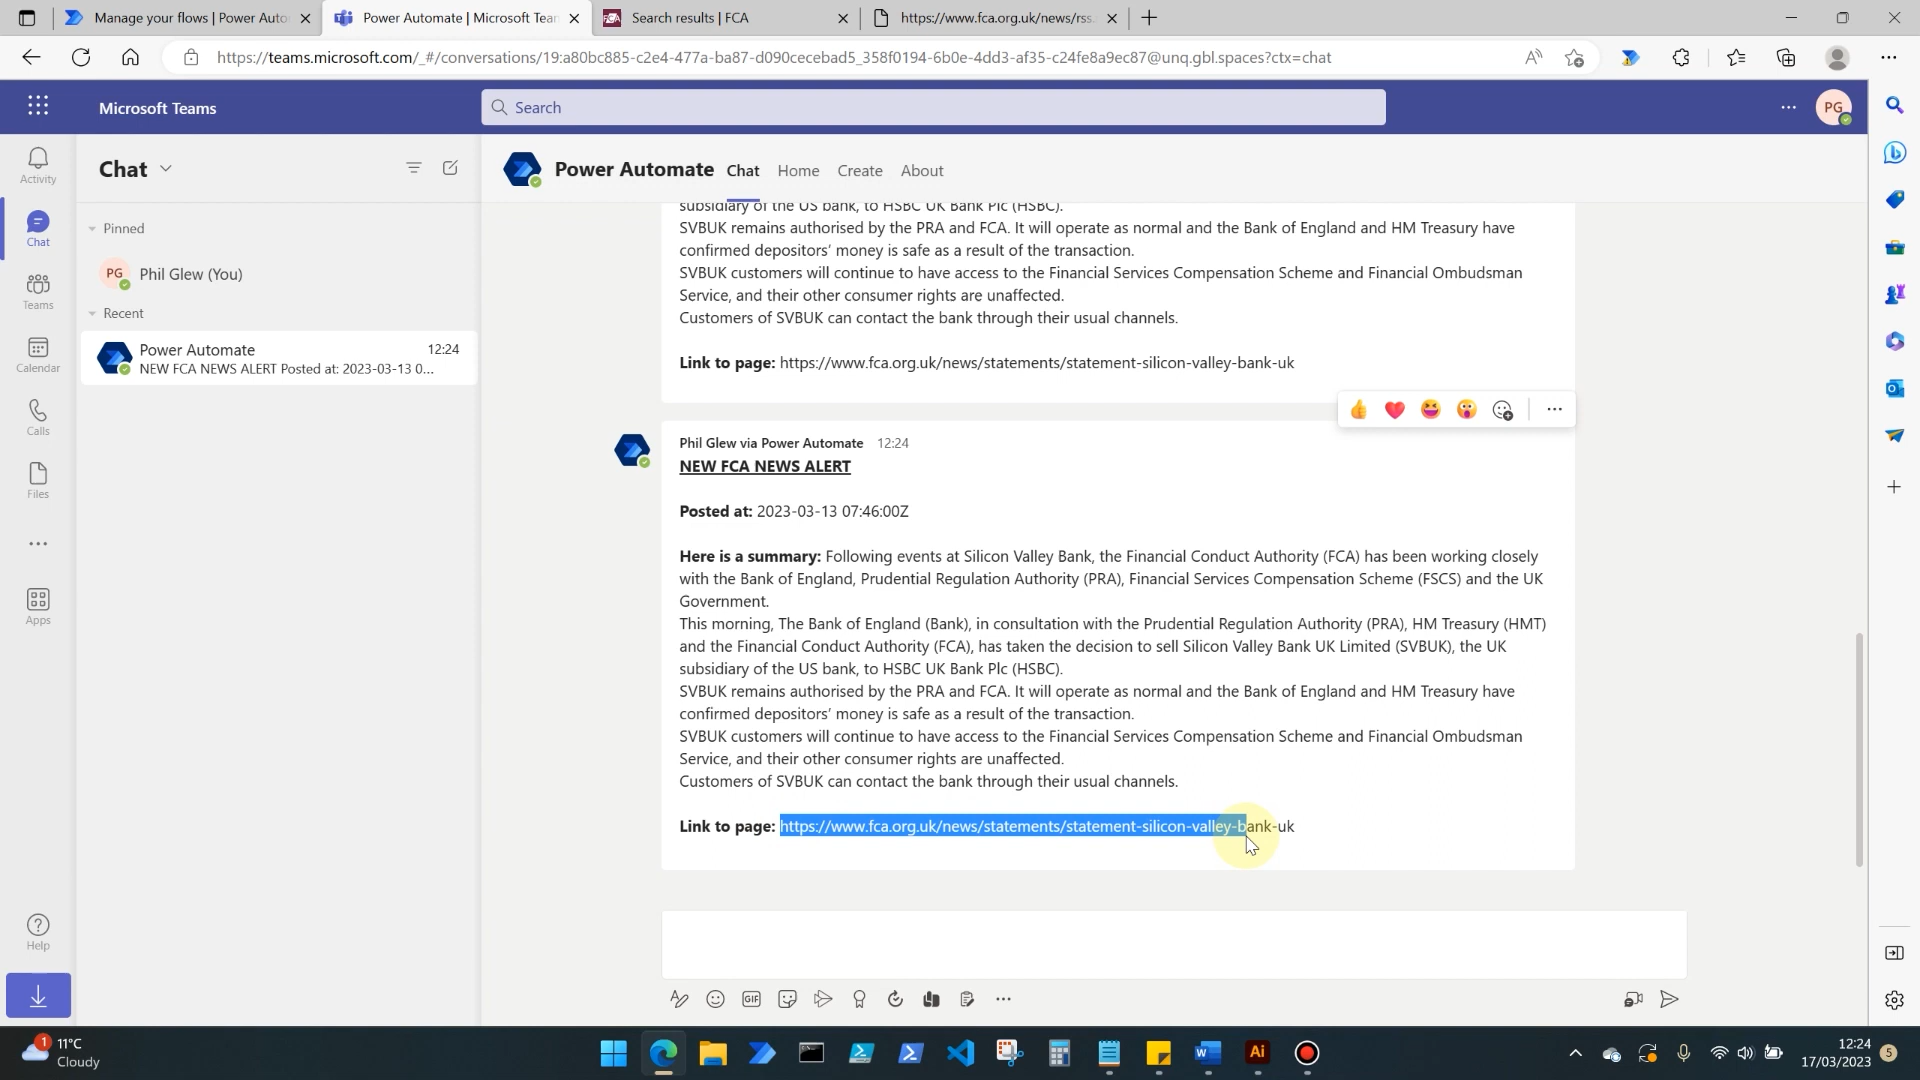 Manage your flows | Power Auto
Power Automate | Microsoft Tear
FCA
Search results | FCA
https://www.fca.org.uk/news/rss.
https://teams.microsoft.com/_#/conversations/19:a80bc885-c2e4-477a-ba87-d090cecebad5_358f0194-6b0e-4dd3-af35-c24fe8a9ec87@unq.gbl.spaces?ctx=chat
Microsoft Teams
Search
PG
Activity
Chat
Teams
Calendar
Calls
Files
Apps
Help
Chat
Pinned
PG
Phil Glew (You)
Recent
Power Automate
12:24
NEW FCA NEWS ALERT Posted at: 2023-03-13 0...
Power Automate
Chat
Home
Create
About
subsidiary of the US bank, to HSBC UK Bank Plc (HSBC).
SVBUK remains authorised by the PRA and FCA. It will operate as normal and the Bank of England and HM Treasury have
confirmed depositors’ money is safe as a result of the transaction.
SVBUK customers will continue to have access to the Financial Services Compensation Scheme and Financial Ombudsman
Service, and their other consumer rights are unaffected.
Customers of SVBUK can contact the bank through their usual channels.
Link to page: https://www.fca.org.uk/news/statements/statement-silicon-valley-bank-uk
Phil Glew via Power Automate 12:24
NEW FCA NEWS ALERT
Posted at: 2023-03-13 07:46:00Z
Here is a summary: Following events at Silicon Valley Bank, the Financial Conduct Authority (FCA) has been working closely
with the Bank of England, Prudential Regulation Authority (PRA), Financial Services Compensation Scheme (FSCS) and the UK
Government.
This morning, The Bank of England (Bank), in consultation with the Prudential Regulation Authority (PRA), HM Treasury (HMT)
and the Financial Conduct Authority (FCA), has taken the decision to sell Silicon Valley Bank UK Limited (SVBUK), the UK
subsidiary of the US bank, to HSBC UK Bank Plc (HSBC).
SVBUK remains authorised by the PRA and FCA. It will operate as normal and the Bank of England and HM Treasury have
confirmed depositors’ money is safe as a result of the transaction.
SVBUK customers will continue to have access to the Financial Services Compensation Scheme and Financial Ombudsman
Service, and their other consumer rights are unaffected.
Customers of SVBUK can contact the bank through their usual channels.
Link to page: https://www.fca.org.uk/news/statements/statement-silicon-valley-bank-uk
GIF
1
11°C
Cloudy
W
Ai
12:24
17/03/2023
5